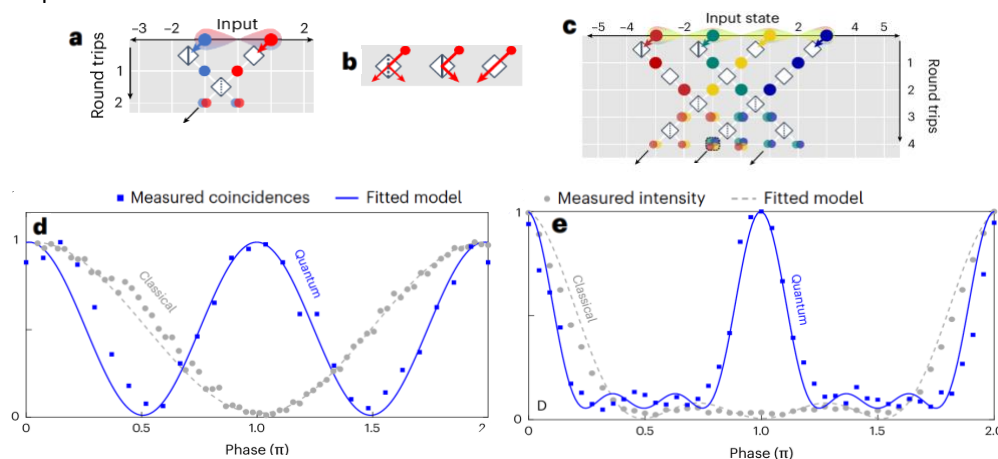 a
Input
−3 −2 2
Round trips
1
2
b
c
Input state
−5 −4 −2 2 4 5
1
2
3
4
Round trips
Measured coincidences Fitted model
d
1
0
Classical
Quantum
0 0.5 1.0 1.5 2
Phase (π)
Measured intensity Fitted model
e
1
0
Classical
Quantum
D
0.5 1.0 1.5 2.0
Phase (π)